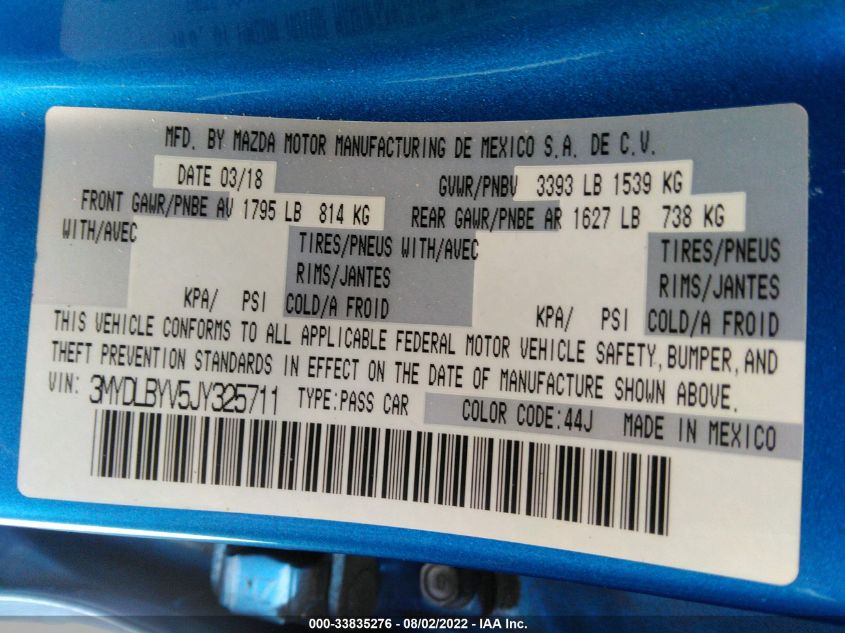 MFD. BY MAZDA MOTOR MANUFACTURING DE MEXICO S.A. DE C.V.
DATE 03/18 GVWR/PNBV 3393 LB 1539 KG
FRONT GAWR/PNBE AV 1795 LB 814 KG REAR GAWR/PNBE AR 1627 LB 738 KG
WITH/AVEC TIRES/PNEUS WITH/AVEC TIRES/PNEUS
RIMS/JANTES RIMS/JANTES
KPA/ PSI COLD/A FROID KPA/ PSI COLD/A FROID
THIS VEHICLE CONFORMS TO ALL APPLICABLE FEDERAL MOTOR VEHICLE SAFETY, BUMPER, AND
THEFT PREVENTION STANDARDS IN EFFECT ON THE DATE OF MANUFACTURE SHOWN ABOVE.
VIN: 3MYDLBYV5JY325711 TYPE:PASS CAR COLOR CODE:44J MADE IN MEXICO
000-33835276 - 08/02/2022 - IAA Inc.